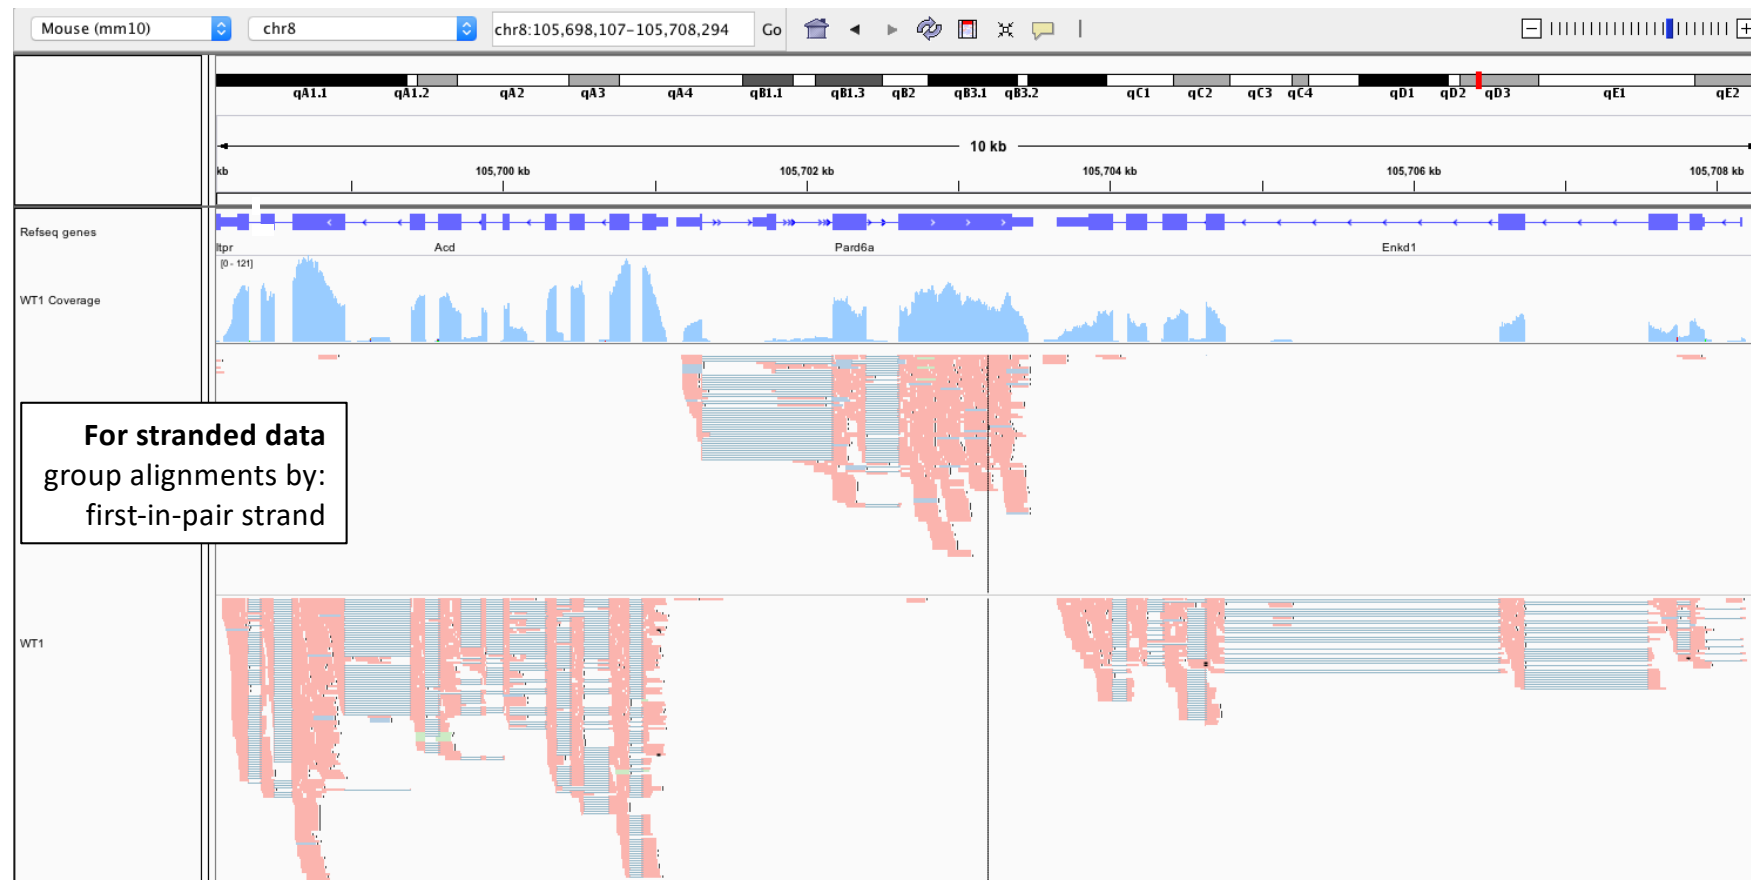 Mouse (mm10) chr8 chr8:105,698,107-105,708,294 Go
qA1.1 qA1.2 qA2 qA3 qA4 qB1.1 qB1.3 qB2 qB3.1 qB3.2 qC1 qC2 qC3 qC4 qD1 qD2 qD3 qE1 qE2
10 kb
kb 105,700 kb 105,702 kb 105,704 kb 105,706 kb 105,708 kb
Refseq genes
ltpr Acd Pard6a Enkd1
[0 - 121]
WT1 Coverage
For stranded data
group alignments by:
first-in-pair strand
WT1